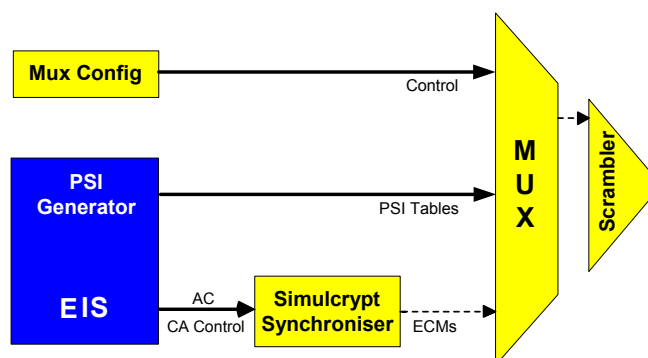 Mux Config
Control
PSI
Generator
PSI Tables
EIS
AC
CA Control
Simulcrypt
Synchroniser
ECMs
M
U
X
Scrambler